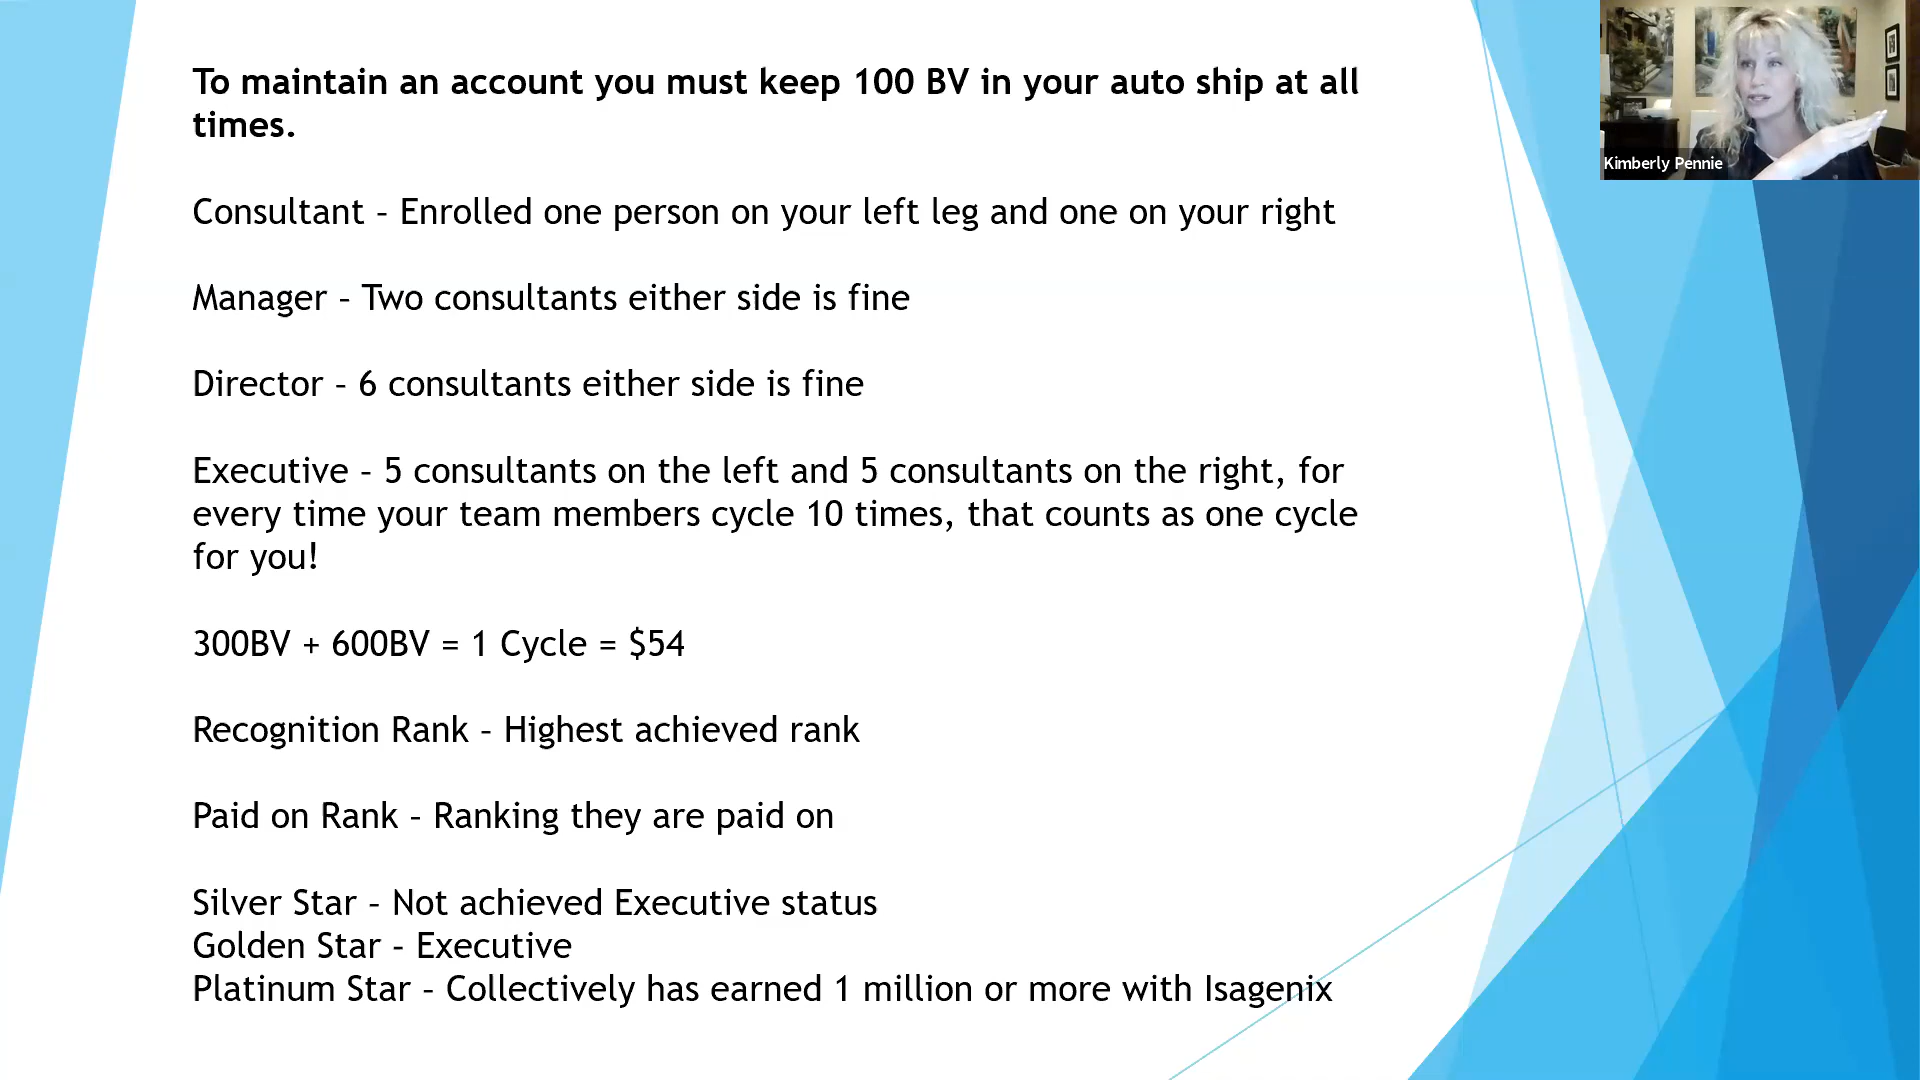 To maintain an account you must keep 100 BV in your auto ship at all
times.
Consultant – Enrolled one person on your left leg and one on your right
Manager – Two consultants either side is fine
Director – 6 consultants either side is fine
Executive – 5 consultants on the left and 5 consultants on the right, for
every time your team members cycle 10 times, that counts as one cycle
for you!
300BV + 600BV = 1 Cycle = $54
Recognition Rank – Highest achieved rank
Paid on Rank – Ranking they are paid on
Silver Star – Not achieved Executive status
Golden Star – Executive
Platinum Star – Collectively has earned 1 million or more with Isagenix
Kimberly Pennie